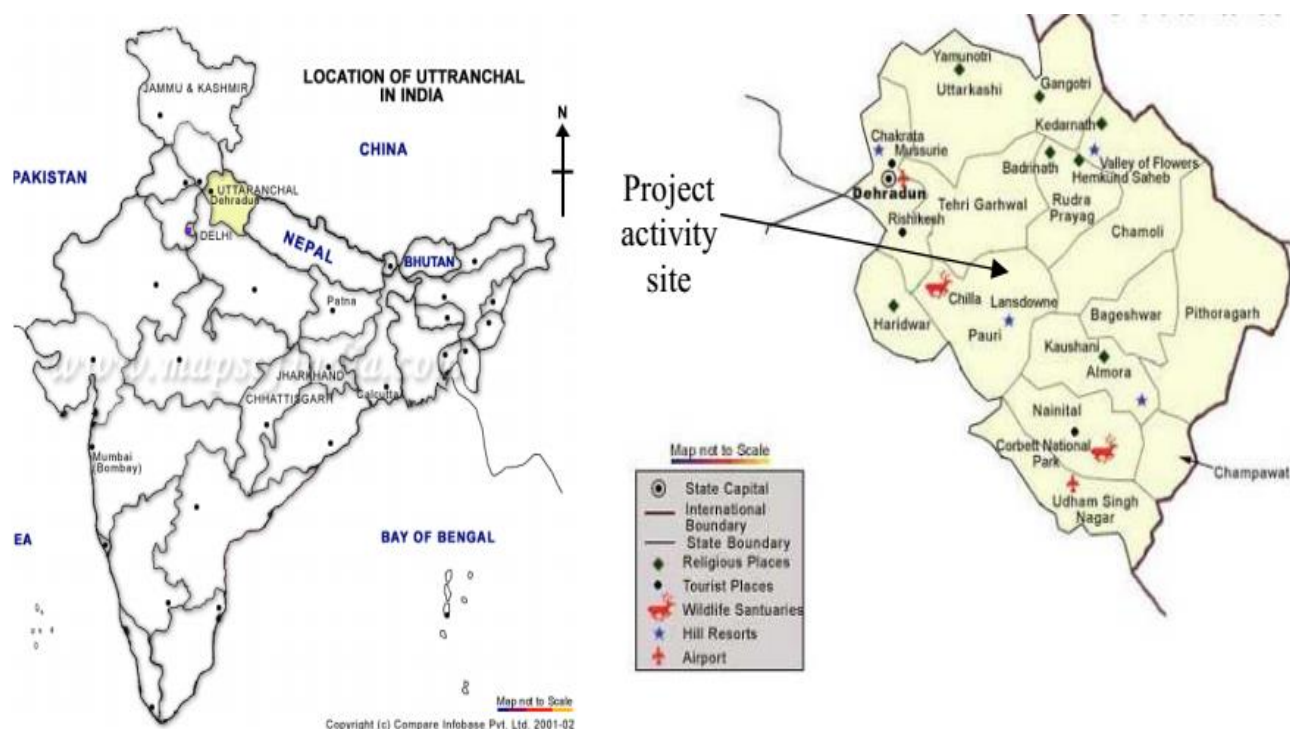 LOCATION OF UTTRANCHAL
IN INDIA
N
JAMMU & KASHMIR
CHINA
PAKISTAN
UTTARANCHAL
Dehradun
DELHI
NEPAL
BHUTAN
Patna
JHARKHAND
CHHATTISGARH
Calcutta
Mumbai
(Bombay)
EA
BAY OF BENGAL
Map not to Scale
Copyright (c) Compare Infobase Pvt. Ltd. 2001-02
Project
activity
site
Yamunotri
Uttarkashi
Gangotri
Kedarnath
Chakrata
Mussurie
Badrinath
Valley of Flowers
Hemkund Saheb
Dehradun
Tehri Garhwal
Rudra
Prayag
Rishikesh
Chamoli
Chilla
Lansdowne
Haridwar
Pauri
Bageshwar
Pithoragarh
Kaushani
Almora
Nainital
Corbett National
Park
Champawat
Udham Singh
Nagar
Map not to Scale
State Capital
International
Boundary
State Boundary
Religious Places
Tourist Places
Wildlife Santuaries
Hill Resorts
Airport